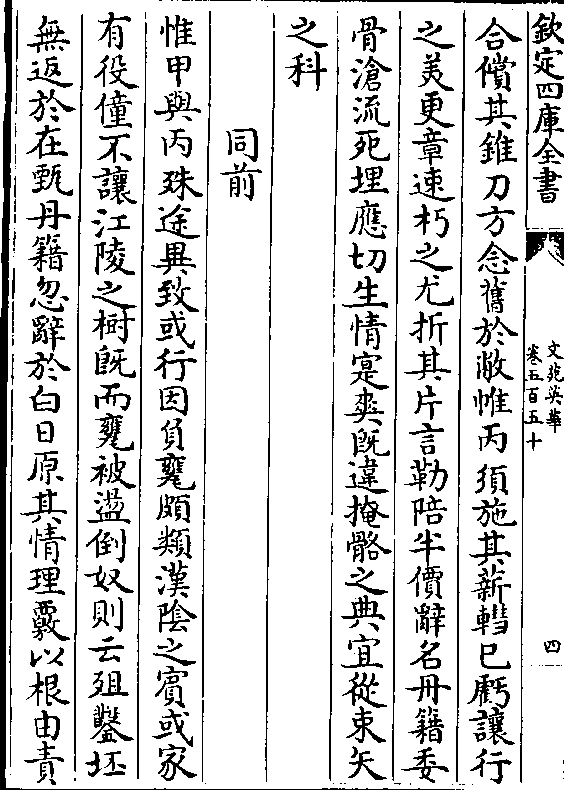 欽定四庫全書
文苑英華
卷五百五十
四
合償其錐刀方念舊於敝帷丙須施其薪轊已虧讓行
之美更章速朽之尤折其片言勒陪半價辭名丹籍委
骨滄流死埋應切生情寔爽既違掩骼之典宜從束矢
之科
同前
惟甲與丙殊途異致或行因負甕頗類漢陰之賓或家
有役僮不讓江陵之樹既而甕被盪倒奴則云殂鑿坯
無返於在甄丹籍忽辭於白日原其情理覈以根由責